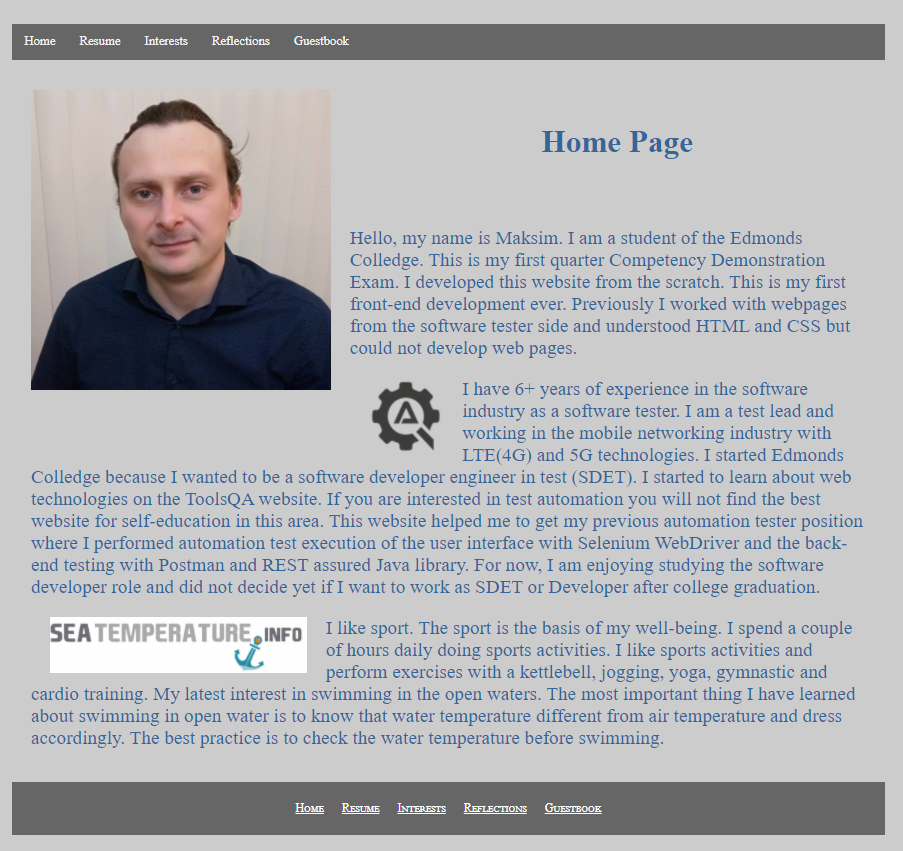 Home Resume Interests Reflections Guestbook
Home Page
Hello, my name is Maksim. I am a student of the Edmonds
Colledge. This is my first quarter Competency Demonstration
Exam. I developed this website from the scratch. This is my first
front-end development ever. Previously I worked with webpages
from the software tester side and understood HTML and CSS but
could not develop web pages.
I have 6+ years of experience in the software
industry as a software tester. I am a test lead and
working in the mobile networking industry with
LTE(4G) and 5G technologies. I started Edmonds
Colledge because I wanted to be a software developer engineer in test (SDET). I started to learn about web
technologies on the ToolsQA website. If you are interested in test automation you will not find the best
website for self-education in this area. This website helped me to get my previous automation tester position
where I performed automation test execution of the user interface with Selenium WebDriver and the back-
end testing with Postman and REST assured Java library. For now, I am enjoying studying the software
developer role and did not decide yet if I want to work as SDET or Developer after college graduation.
SEATEMPERATURE.INFO
I like sport. The sport is the basis of my well-being. I spend a couple
of hours daily doing sports activities. I like sports activities and
perform exercises with a kettlebell, jogging, yoga, gymnastic and
cardio training. My latest interest in swimming in the open waters. The most important thing I have learned
about swimming in open water is to know that water temperature different from air temperature and dress
accordingly. The best practice is to check the water temperature before swimming.
Home Resume Interests Reflections Guestbook